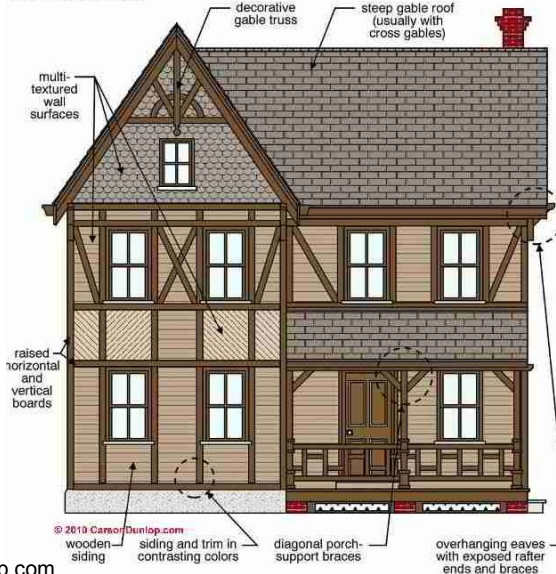 decorative
gable truss
steep gable roof
(usually with
cross gables)
multi-
textured
wall
surfaces
raised
horizontal
and
vertical
boards
© 2010 CarsonDunlop.com
wooden
siding
siding and trim in
contrasting colors
diagonal porch-
support braces
overhanging eaves
with exposed rafter
ends and braces